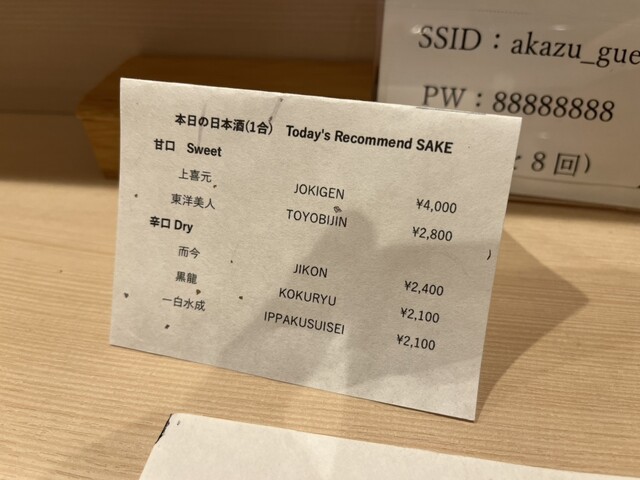 SSID：akazu_gue
PW：88888888
8 回）
本日の日本酒(1合) Today's Recommend SAKE
甘口 Sweet
上喜元 JOKIGEN ¥4,000
東洋美人 TOYOBIJIN ¥2,800
辛口 Dry
而今 JIKON ¥2,400
黒龍 KOKURYU ¥2,100
一白水成 IPPAKUSUISEI ¥2,100